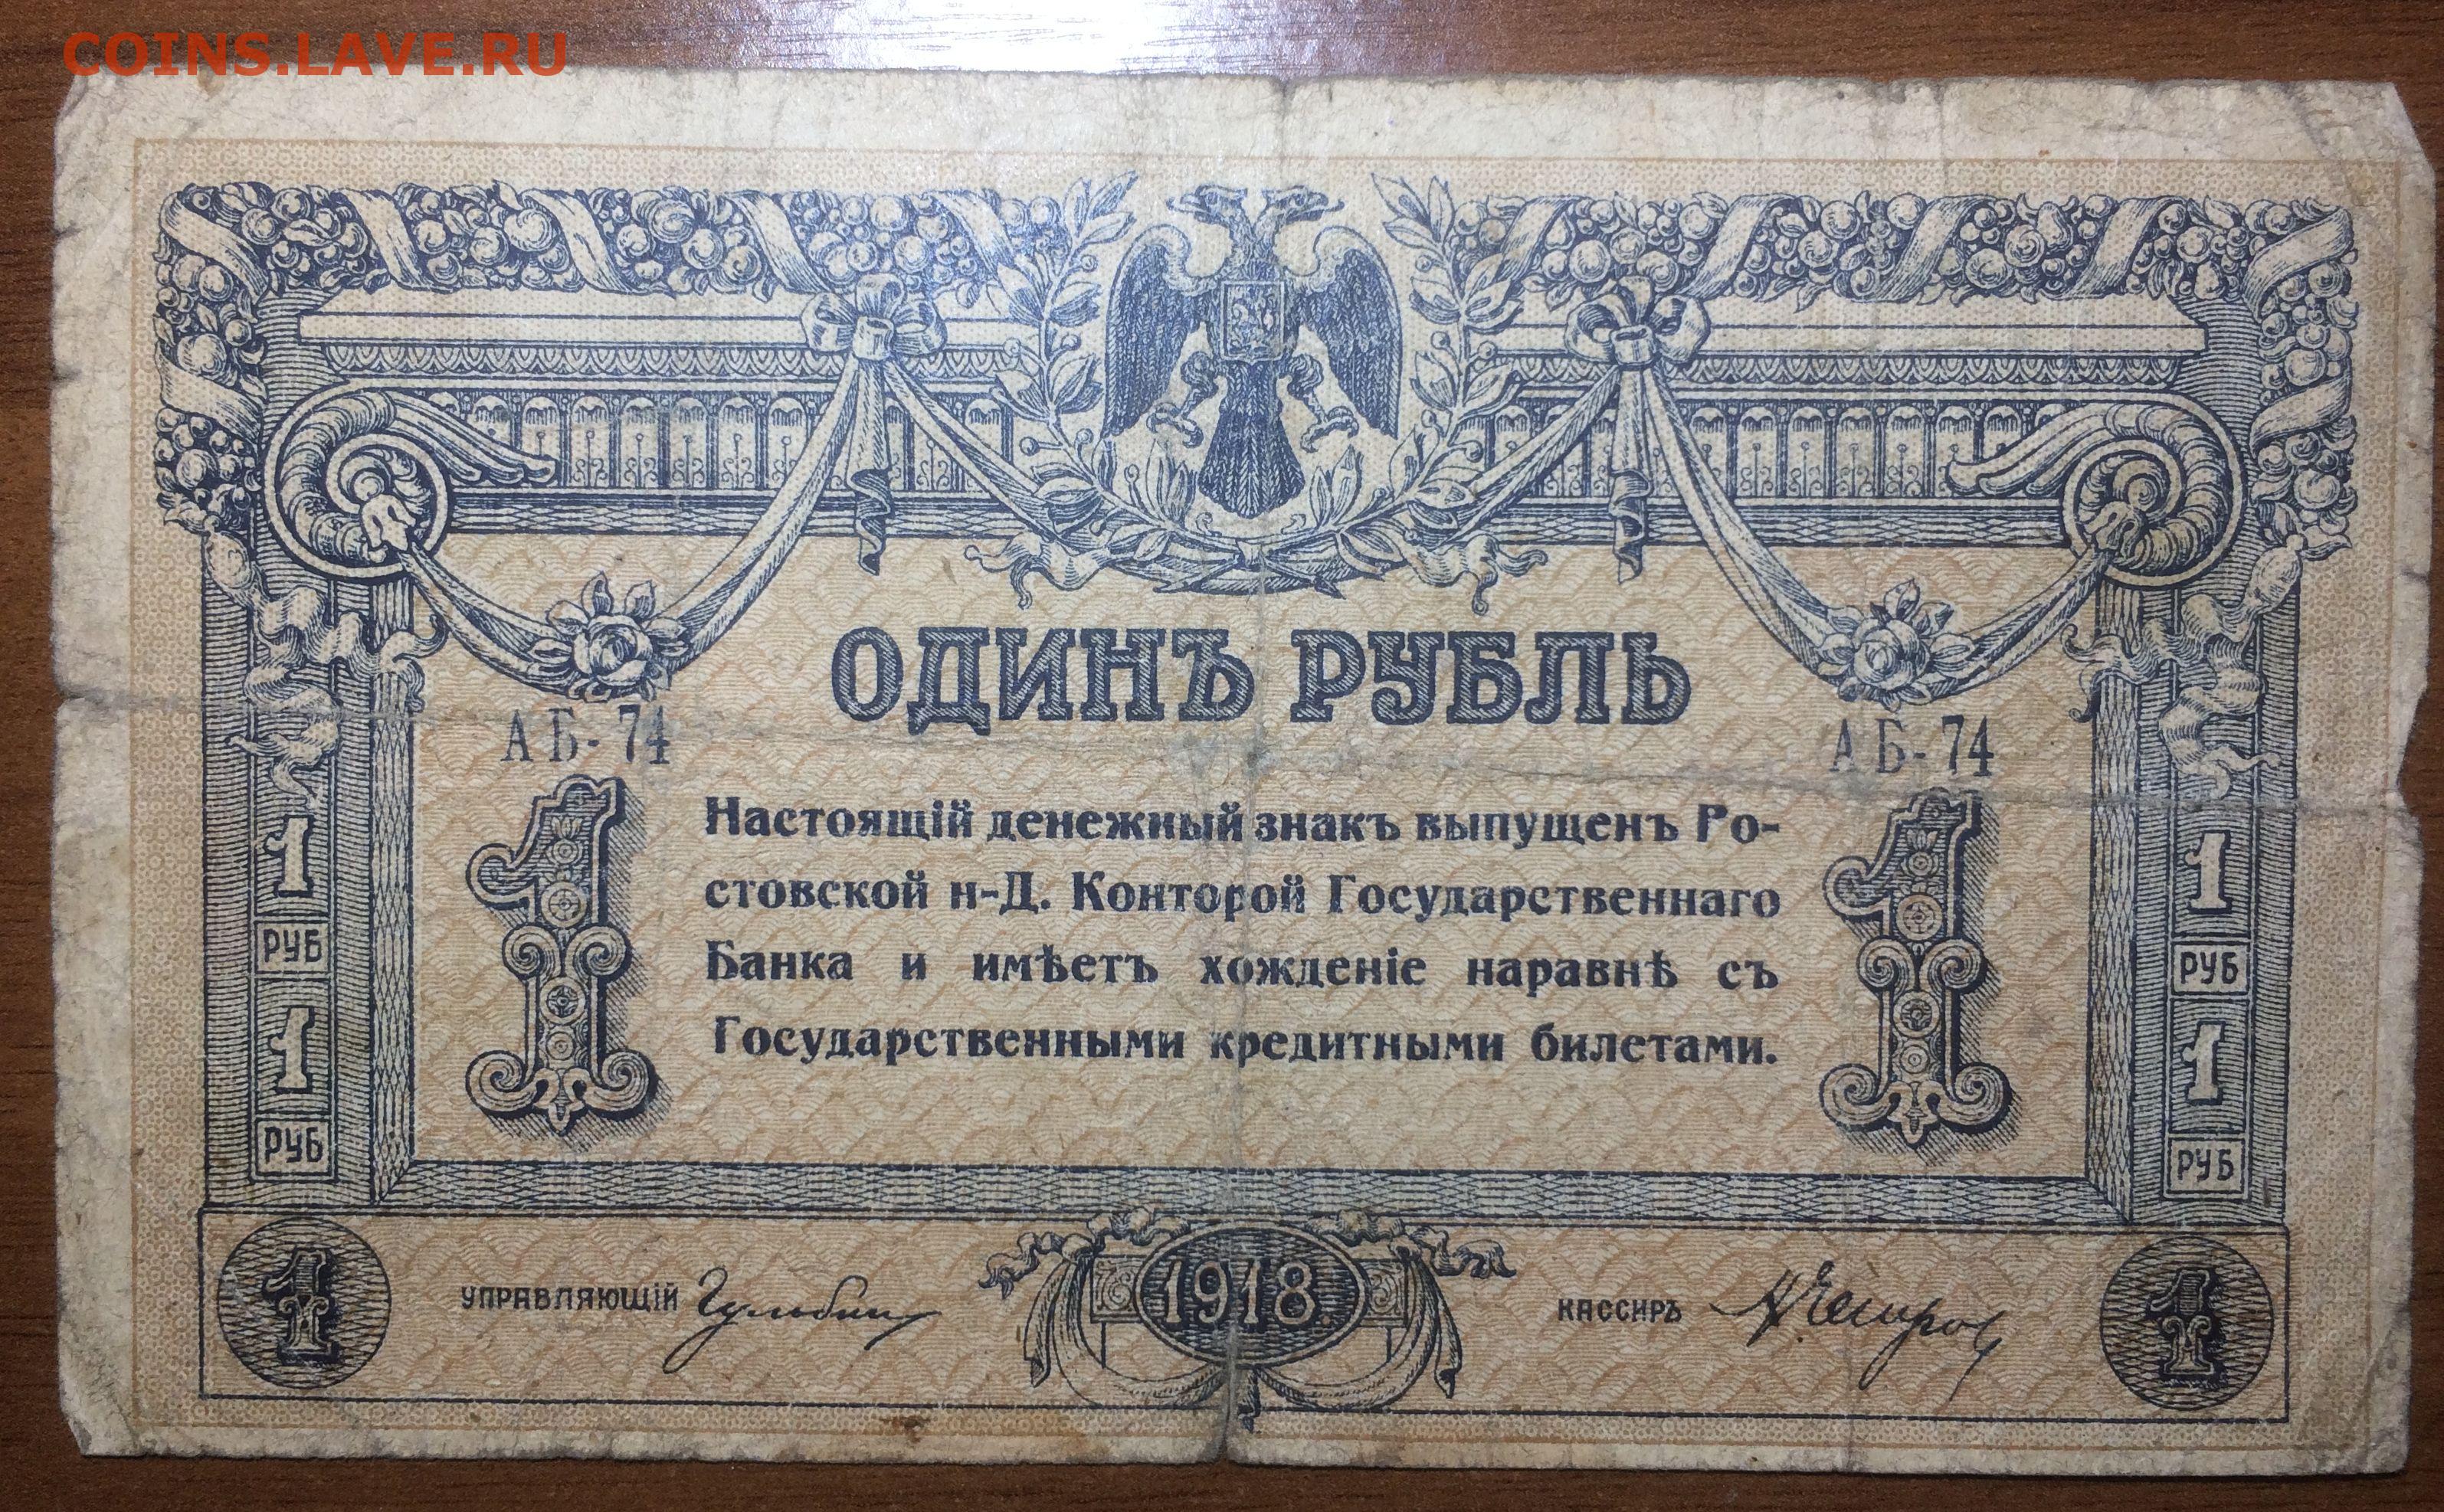 COINS.LAVE.RU
ОДИНЪ РУБЛЬ
АБ-74 АБ-74
1 1
Настоящій денежный знакъ выпущенъ Ро-
стовской н-Д. Конторой Государственнаго
Банка и имѣетъ хожденіе наравнѣ съ
Государственными кредитными билетами.
1 1
РУБ РУБ
1 1
РУБ РУБ
1 УПРАВЛЯЮЩІЙ 1918 КАССИРЪ 1